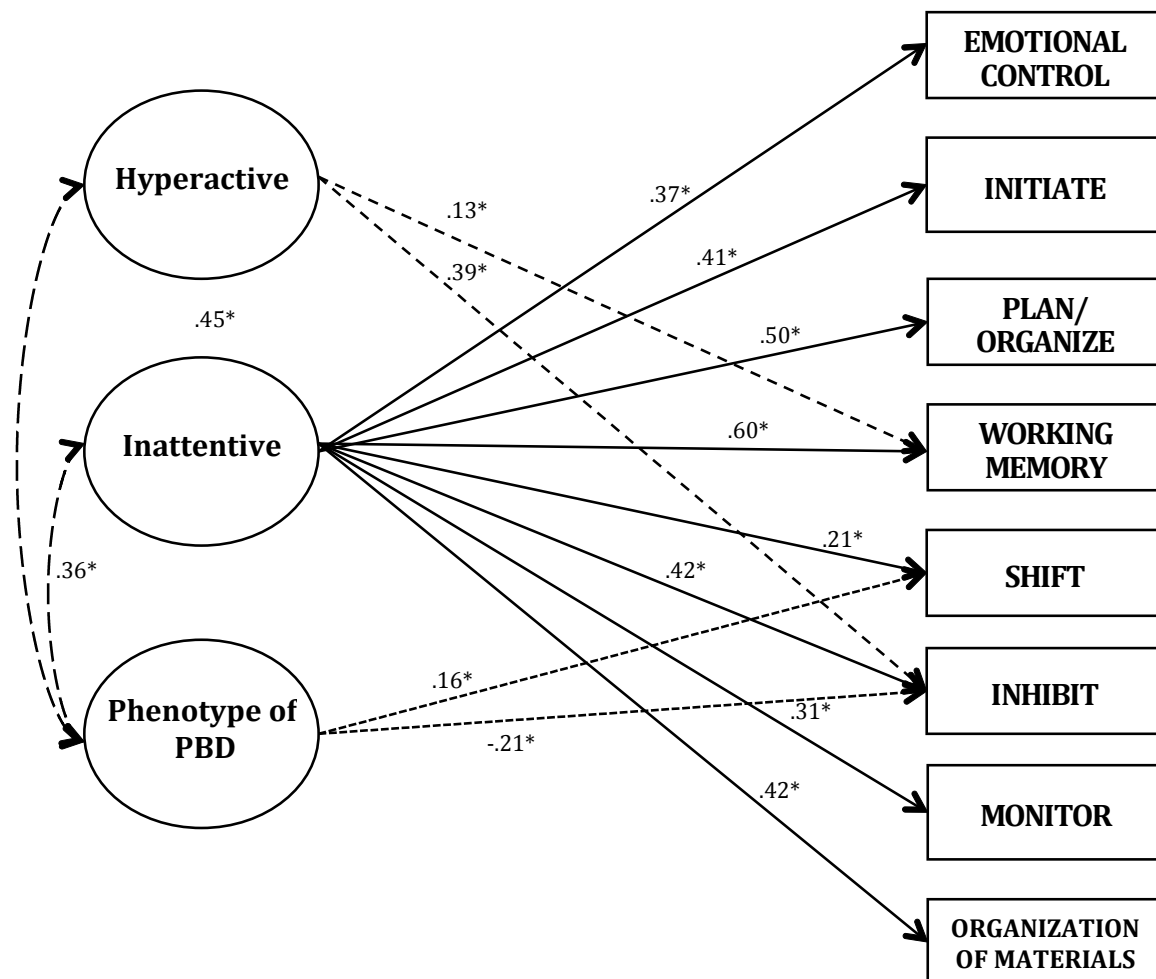 EMOTIONAL
CONTROL
Hyperactive
INITIATE
.37*
.13*
.41*
.39*
PLAN/
ORGANIZE
.45*
.50*
Inattentive
.60*
WORKING
MEMORY
.21*
.42*
.36*
SHIFT
.16*
INHIBIT
Phenotype of
PBD
.31*
-.21*
.42*
MONITOR
ORGANIZATION
OF MATERIALS